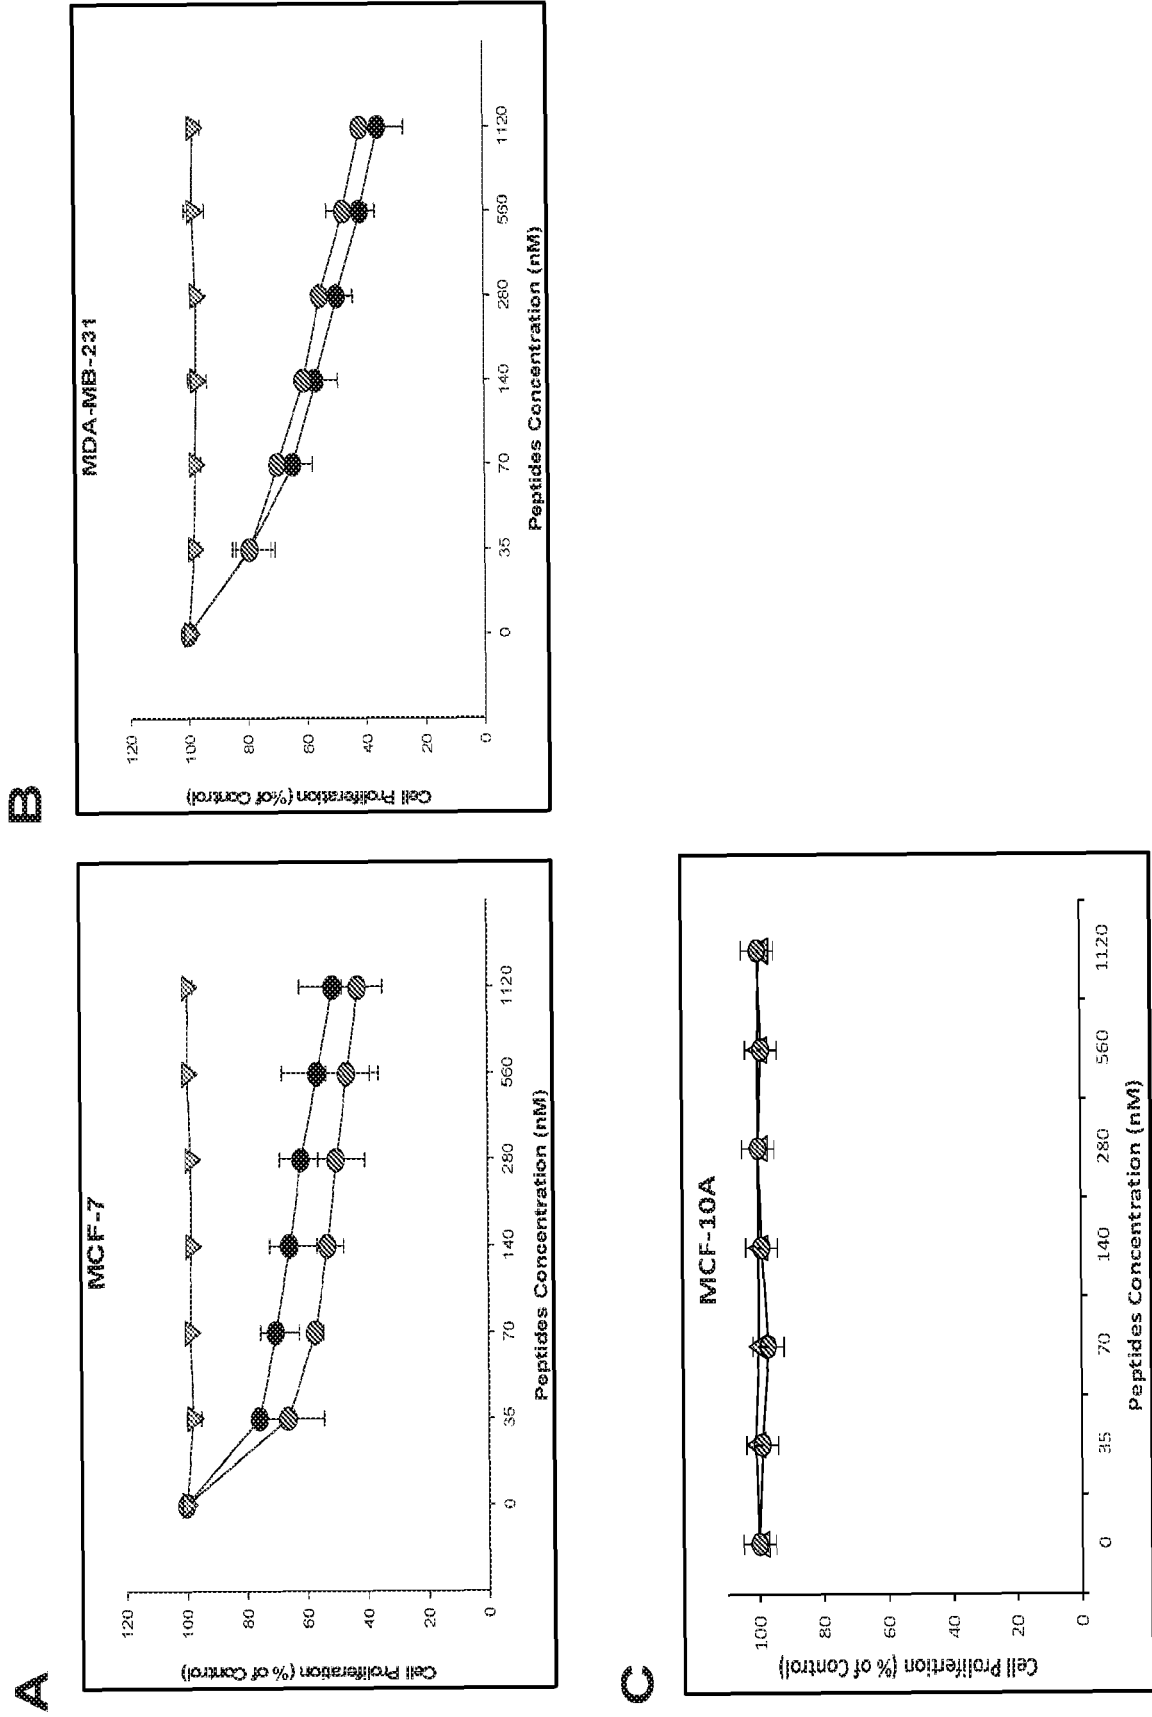 A
MCF-7
Cell Proliferation (% of Control)
120
100
80
60
40
20
0
0 35 70 140 280 560 1120
Peptides Concentration (nM)
B
MDA-MB-231
Cell Proliferation (% of Control)
120
100
80
60
40
20
0
0 35 70 140 280 560 1120
Peptides Concentration (nM)
C
MCF-10A
Cell Prolifertion (% of Control)
100
80
60
40
20
0
0 35 70 140 280 560 1120
Peptides Concentration (nM)